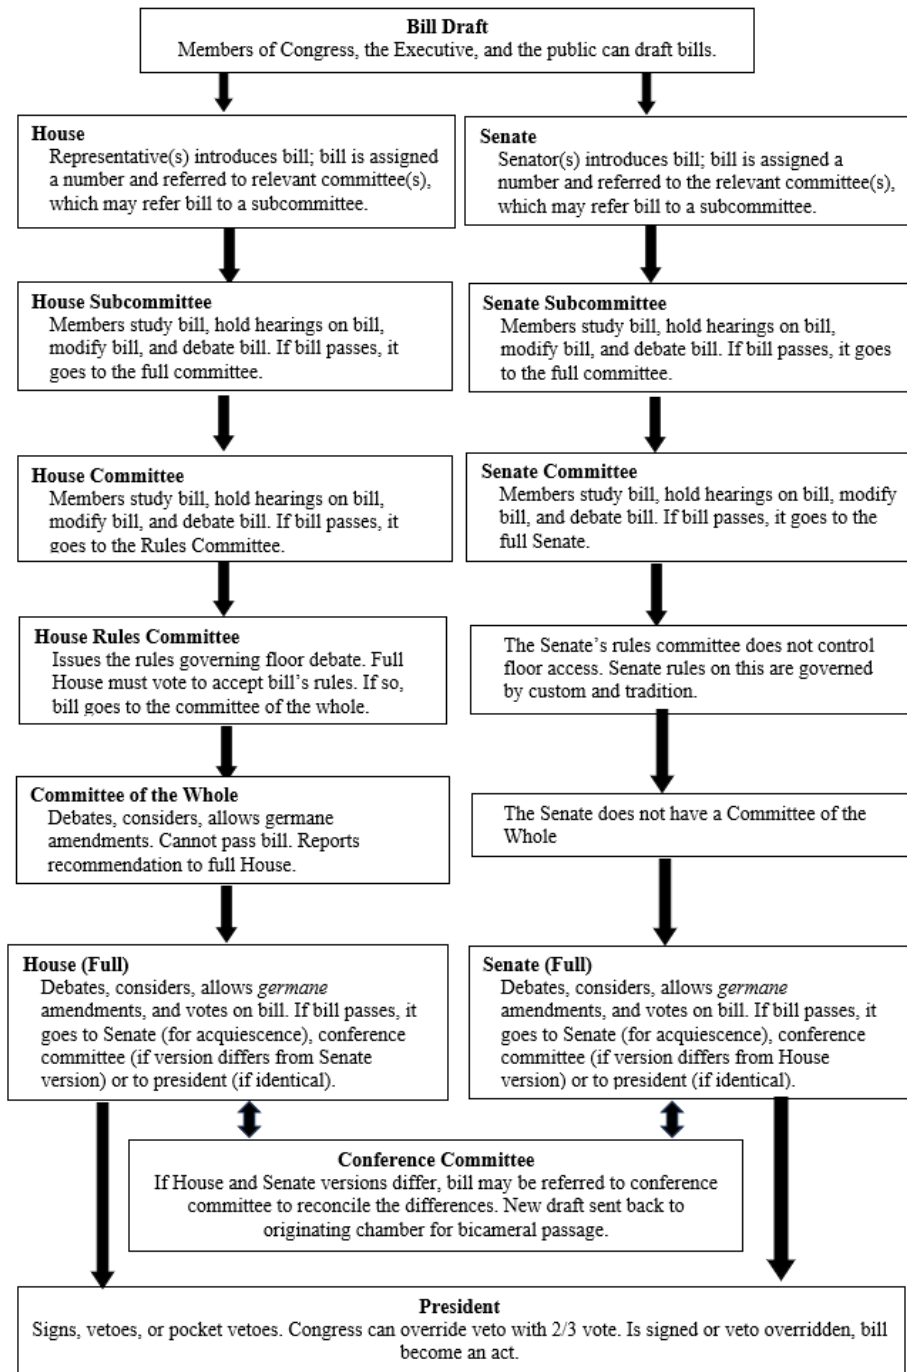 Bill Draft
Members of Congress, the Executive, and the public can draft bills.
House
Representative(s) introduces bill; bill is assigned
a number and referred to relevant committee(s),
which may refer bill to a subcommittee.
Senate
Senator(s) introduces bill; bill is assigned a
number and referred to the relevant committee(s),
which may refer bill to a subcommittee.
House Subcommittee
Members study bill, hold hearings on bill,
modify bill, and debate bill. If bill passes, it
goes to the full committee.
Senate Subcommittee
Members study bill, hold hearings on bill,
modify bill, and debate bill. If bill passes, it goes
to the full committee.
House Committee
Members study bill, hold hearings on bill,
modify bill, and debate bill. If bill passes, it
goes to the Rules Committee.
Senate Committee
Members study bill, hold hearings on bill, modify
bill, and debate bill. If bill passes, it goes to the
full Senate.
House Rules Committee
Issues the rules governing floor debate. Full
House must vote to accept bill's rules. If so,
bill goes to the committee of the whole.
The Senate's rules committee does not control
floor access. Senate rules on this are governed
by custom and tradition.
Committee of the Whole
Debates, considers, allows germane
amendments. Cannot pass bill. Reports
recommendation to full House.
The Senate does not have a Committee of the
Whole
House (Full)
Debates, considers, allows germane
amendments, and votes on bill. If bill passes, it
goes to Senate (for acquiescence), conference
committee (if version differs from Senate
version) or to president (if identical).
Senate (Full)
Debates, considers, allows germane
amendments, and votes on bill. If bill passes, it
goes to Senate (for acquiescence), conference
committee (if version differs from House
version) or to president (if identical).
Conference Committee
If House and Senate versions differ, bill may be referred to conference
committee to reconcile the differences. New draft sent back to
originating chamber for bicameral passage.
President
Signs, vetoes, or pocket vetoes. Congress can override veto with 2/3 vote. Is signed or veto overridden, bill
become an act.